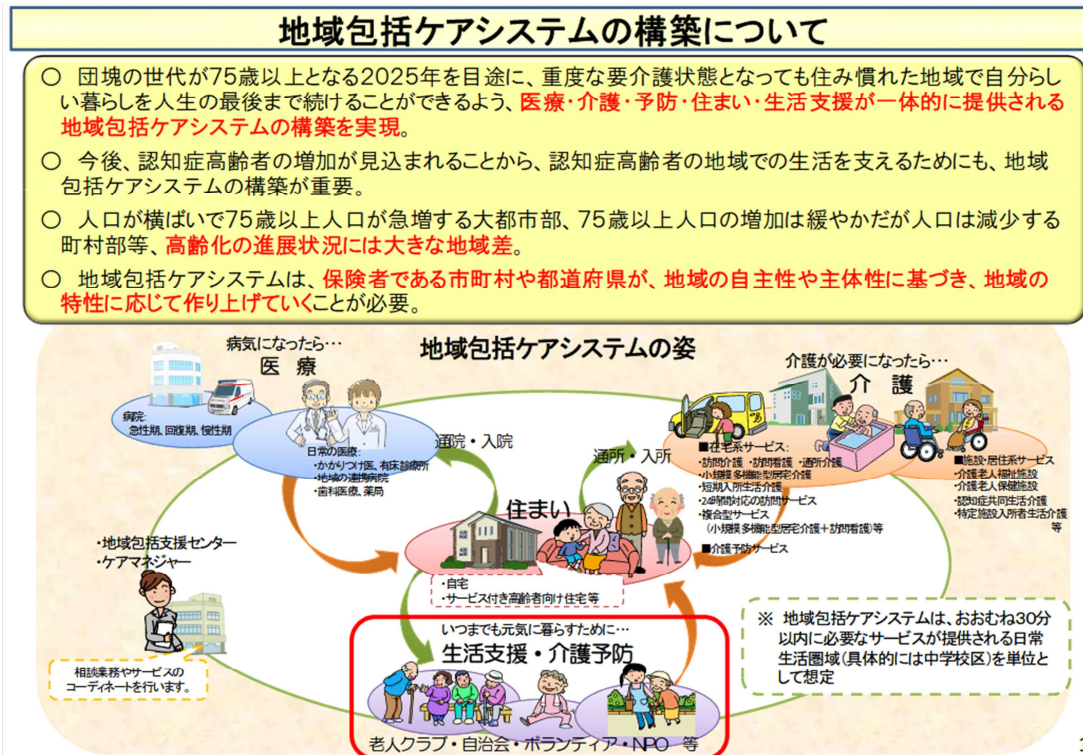 地域包括ケアシステムの構築について
○ 団塊の世代が75歳以上となる2025年を目途に、重度な要介護状態となっても住み慣れた地域で自分らし
い暮らしを人生の最後まで続けることができるよう、医療・介護・予防・住まい・生活支援が一体的に提供される
地域包括ケアシステムの構築を実現。
○ 今後、認知症高齢者の増加が見込まれることから、認知症高齢者の地域での生活を支えるためにも、地域
包括ケアシステムの構築が重要。
○ 人口が横ばいで75歳以上人口が急増する大都市部、75歳以上人口の増加は緩やかだが人口は減少する
町村部等、高齢化の進展状況には大きな地域差。
○ 地域包括ケアシステムは、保険者である市町村や都道府県が、地域の自主性や主体性に基づき、地域の
特性に応じて作り上げていくことが必要。
地域包括ケアシステムの姿
病気になったら…
医 療
病院:
急性期、回復期、慢性期
日常の医療:
・かかりつけ医、有床診療所
・地域の連携病院
・歯科医療、薬局
通院・入院
通所・入所
介護が必要になったら…
介 護
■在宅系サービス:
・訪問介護・訪問看護・通所介護
・小規模多機能型居宅介護
・短期入所生活介護
・24時間対応の訪問サービス
・複合型サービス
(小規模多機能型居宅介護+訪問看護)等
■介護予防サービス
■施設・居住系サービス
・介護老人福祉施設
・介護老人保健施設
・認知症共同生活介護
・特定施設入所者生活介護
等
住まい
・自宅
・サービス付き高齢者向け住宅等
・地域包括支援センター
・ケアマネジャー
相談業務やサービスの
コーディネートを行います。
いつまでも元気に暮らすために…
生活支援・介護予防
老人クラブ・自治会・ボランティア・NPO 等
※ 地域包括ケアシステムは、おおむね30分
以内に必要なサービスが提供される日常
生活圏域(具体的には中学校区)を単位と
して想定